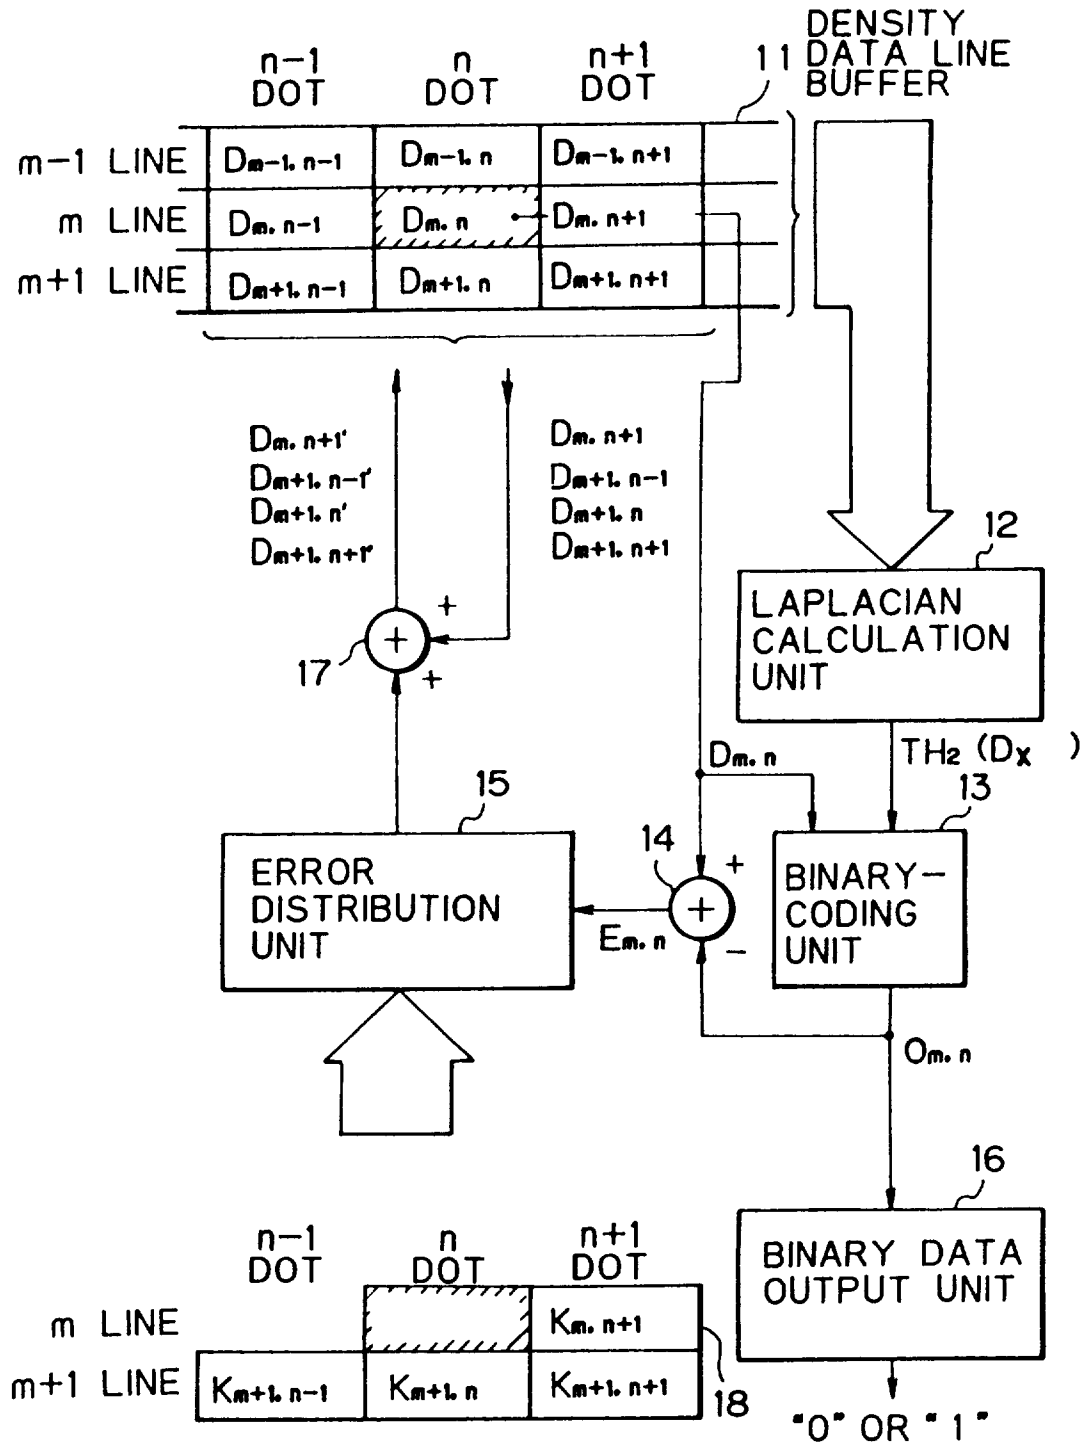 DENSITY
DATA LINE
BUFFER
11
n-1 DOT
n DOT
n+1 DOT
m-1 LINE
Dm-1. n-1
Dm-1. n
Dm-1. n+1
m LINE
Dm. n-1
Dm. n
Dm. n+1
m+1 LINE
Dm+1. n-1
Dm+1. n
Dm+1. n+1
Dm. n+1'
Dm+1. n-1'
Dm+1. n'
Dm+1. n+1'
Dm. n+1
Dm+1. n-1
Dm+1. n
Dm+1. n+1
12
LAPLACIAN
CALCULATION
UNIT
+
17
+
+
Dm. n
TH2 (Dx )
13
15
14
+
ERROR
DISTRIBUTION
UNIT
Em. n
+
−
BINARY-
CODING
UNIT
Om. n
16
BINARY DATA
OUTPUT UNIT
"0" OR "1"
n-1 DOT
n DOT
n+1 DOT
m LINE
Km. n+1
m+1 LINE
Km+1. n-1
Km+1. n
Km+1. n+1
18